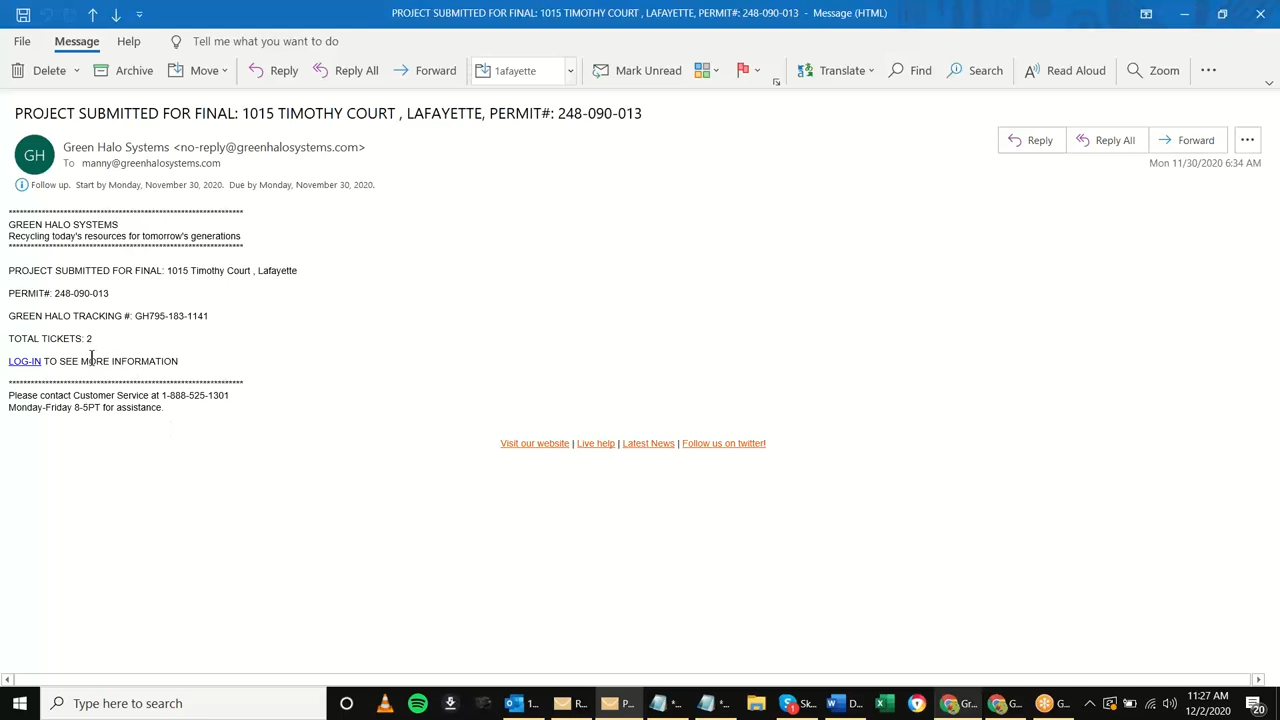 PROJECT SUBMITTED FOR FINAL: 1015 TIMOTHY COURT , LAFAYETTE, PERMIT#: 248-090-013 - Message (HTML)
File Message Help Tell me what you want to do
Delete Archive Move Reply Reply All Forward 1afayette Mark Unread Translate Find Search Read Aloud Zoom
PROJECT SUBMITTED FOR FINAL: 1015 TIMOTHY COURT , LAFAYETTE, PERMIT#: 248-090-013
GH
Green Halo Systems <no-reply@greenhalosystems.com>
To manny@greenhalosystems.com
Reply Reply All Forward
Mon 11/30/2020 6:34 AM
Follow up. Start by Monday, November 30, 2020. Due by Monday, November 30, 2020.
GREEN HALO SYSTEMS
Recycling today's resources for tomorrow's generations
PROJECT SUBMITTED FOR FINAL: 1015 Timothy Court , Lafayette
PERMIT#: 248-090-013
GREEN HALO TRACKING #: GH795-183-1141
TOTAL TICKETS: 2
LOG-IN TO SEE MORE INFORMATION
Please contact Customer Service at 1-888-525-1301
Monday-Friday 8-5PT for assistance.
Visit our website | Live help | Latest News | Follow us on twitter!
Type here to search
1... R... P... *... *... Sk... D... Gr... G... G...
11:27 AM
12/2/2020
20